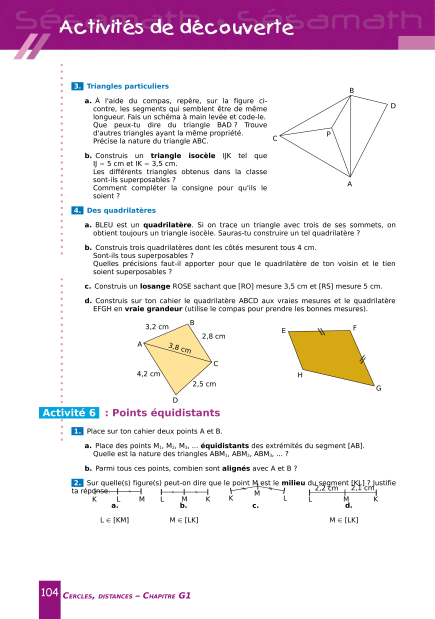 Sésamath - Sésamath
Activités de découverte
3. Triangles particuliers
a. À l'aide du compas, repère, sur la figure ci-
contre, les segments qui semblent être de même
longueur. Fais un schéma à main levée et code-le.
Que peux-tu dire du triangle BAD ? Trouve
d'autres triangles ayant la même propriété.
Précise la nature du triangle ABC.
B
D
C
P
A
b. Construis un triangle isocèle IJK tel que
IJ = 5 cm et IK = 3,5 cm.
Les différents triangles obtenus dans la classe
sont-ils superposables ?
Comment compléter la consigne pour qu'ils le
soient ?
4. Des quadrilatères
a. BLEU est un quadrilatère. Si on trace un triangle avec trois de ses sommets, on
obtient toujours un triangle isocèle. Sauras-tu construire un tel quadrilatère ?
b. Construis trois quadrilatères dont les côtés mesurent tous 4 cm.
Sont-ils tous superposables ?
Quelles précisions faut-il apporter pour que le quadrilatère de ton voisin et le tien
soient superposables ?
c. Construis un losange ROSE sachant que [RO] mesure 3,5 cm et [RS] mesure 5 cm.
d. Construis sur ton cahier le quadrilatère ABCD aux vraies mesures et le quadrilatère
EFGH en vraie grandeur (utilise le compas pour prendre les bonnes mesures).
3,2 cm
B
2,8 cm
A
3,8 cm
C
4,2 cm
2,5 cm
D
E
F
H
G
Activité 6 : Points équidistants
1. Place sur ton cahier deux points A et B.
a. Place des points M₁, M₂, M₃, ... équidistants des extrémités du segment [AB].
Quelle est la nature des triangles ABM₁, ABM₂, ABM₃, ... ?
b. Parmi tous ces points, combien sont alignés avec A et B ?
2. Sur quelle(s) figure(s) peut-on dire que le point M est le milieu du segment [KL] ? Justifie
ta réponse.
K L M
L M K
K M L
2,2 cm 2,1 cm
L M K
a. b. c. d.
L ∈ [KM] M ∈ [LK] M ∈ [LK]
104 CERCLES, DISTANCES – CHAPITRE G1